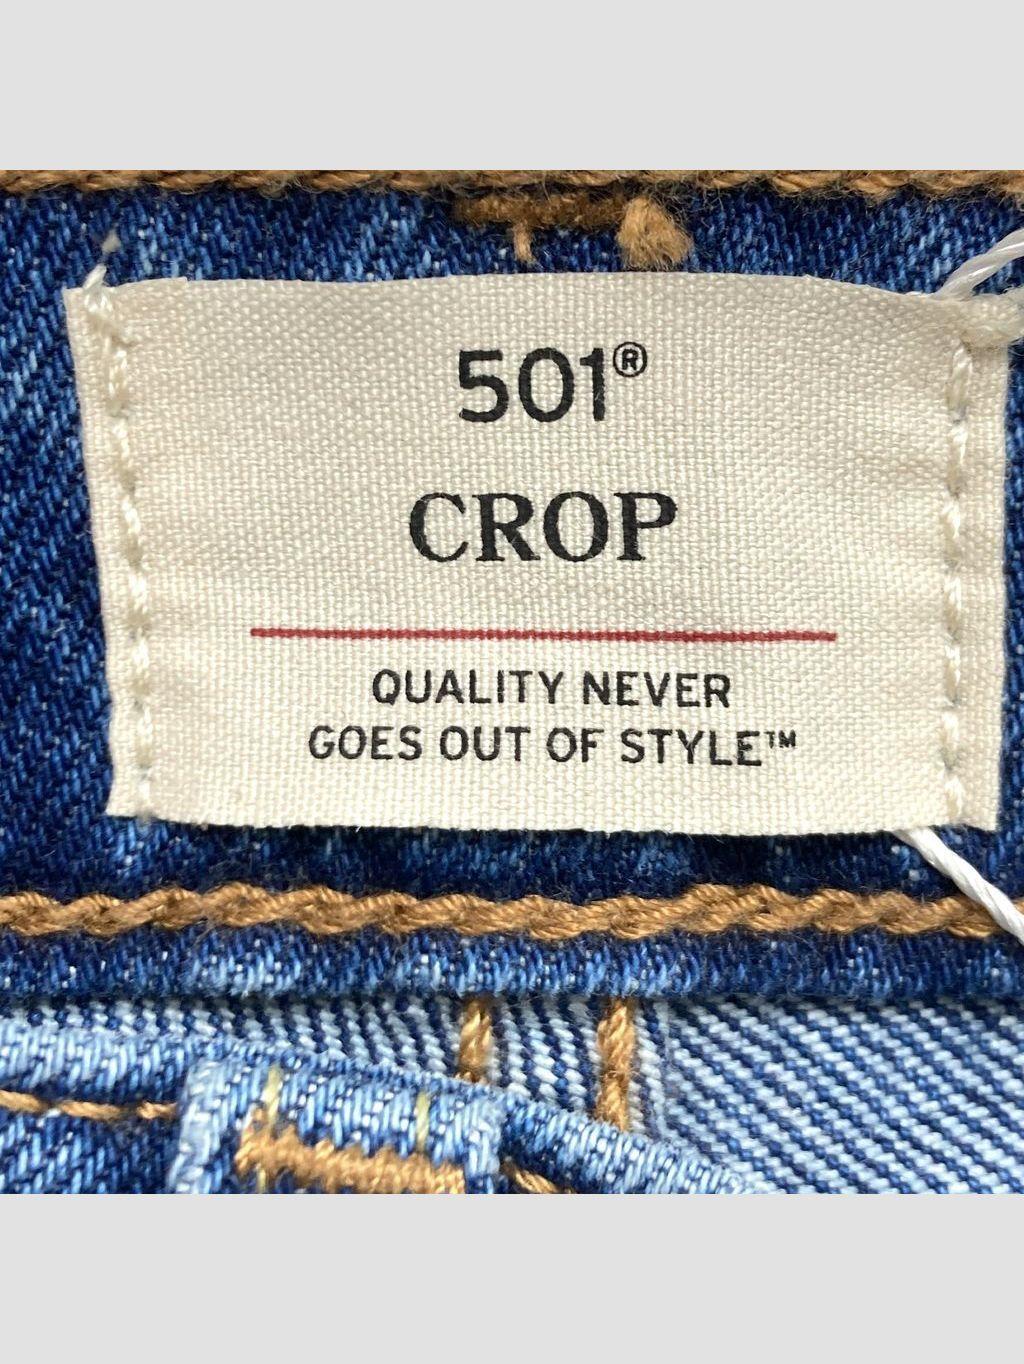 501®
CROP
QUALITY NEVER
GOES OUT OF STYLE™